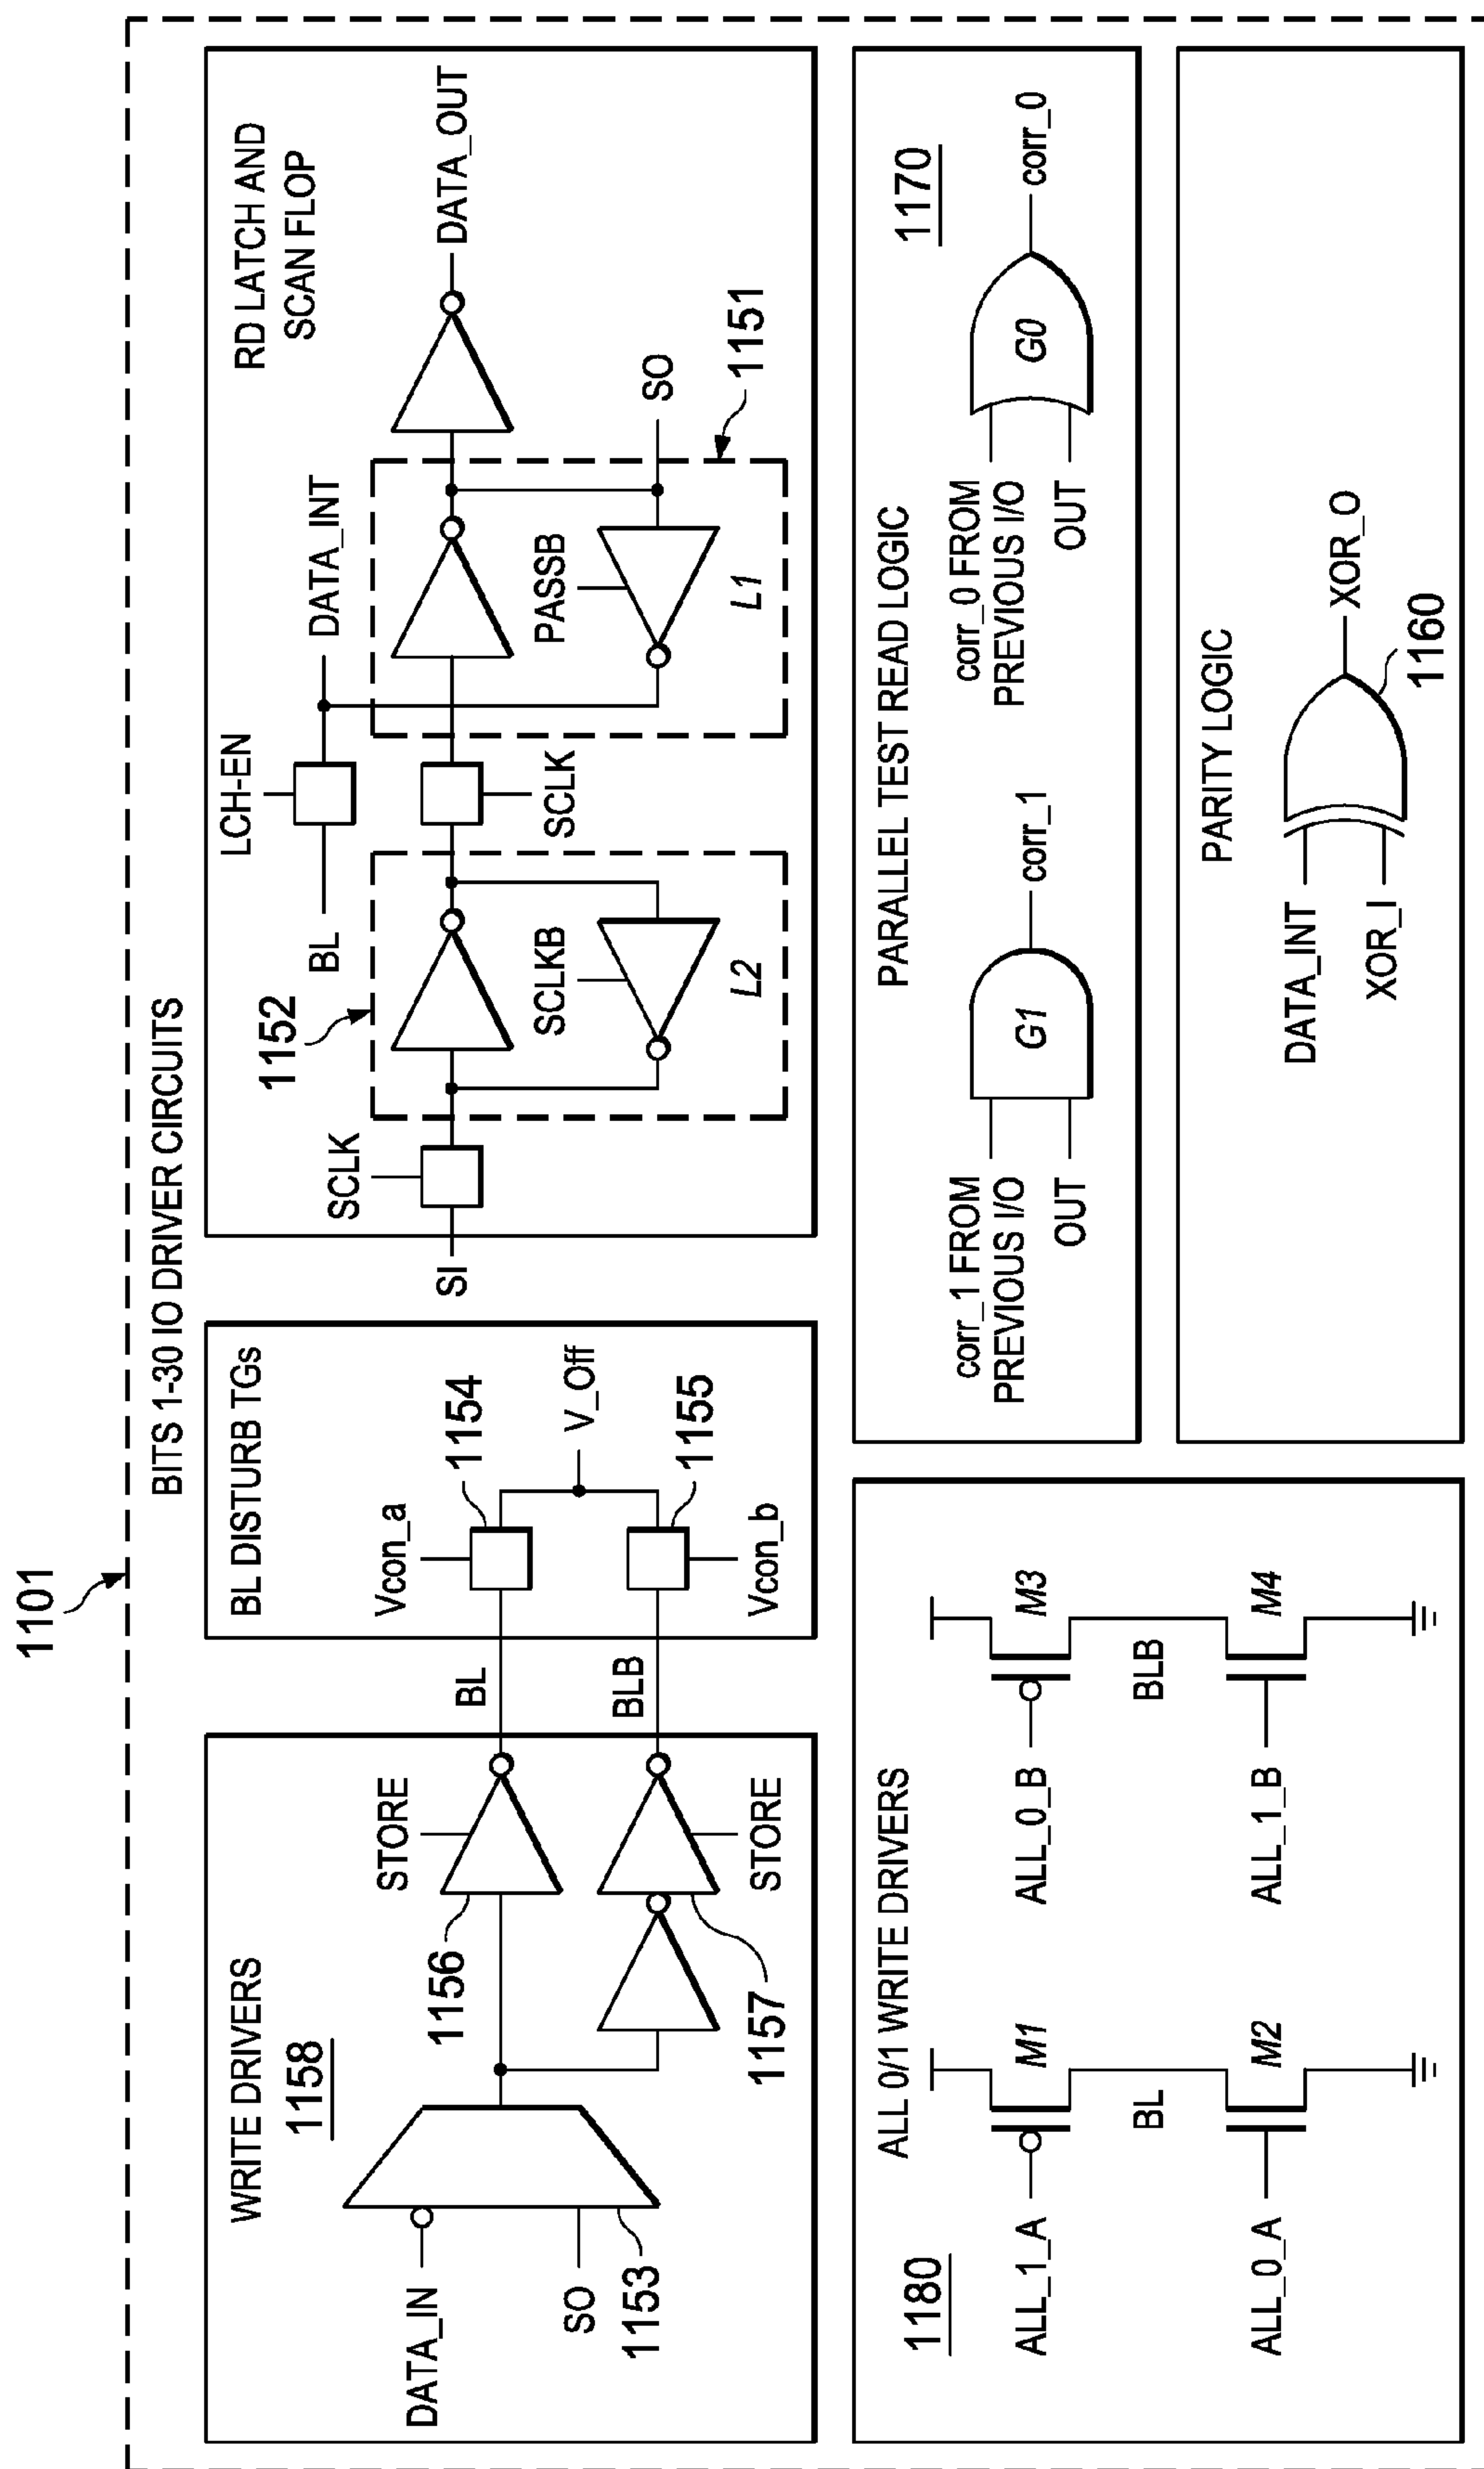 1101
BITS 1-30 IO DRIVER CIRCUITS
WRITE DRIVERS
1158
DATA_IN
SO
1153
1156
STORE
1157
STORE
BL
BLB
BL DISTURB TGs
Vcon_a
1154
V_Off
1155
Vcon_b
RD LATCH AND
SCAN FLOP
SI
SCLK
1152
SCLKB
L2
BL
LCH-EN
DATA_INT
SCLK
PASSB
L1
SO
1151
DATA_OUT
ALL 0/1 WRITE DRIVERS
1180
ALL_1_A
M1
BL
ALL_0_A
M2
ALL_0_B
M3
BLB
ALL_1_B
M4
PARALLEL TEST READ LOGIC
1170
corr_1 FROM
PREVIOUS I/O
OUT
G1
corr_1
corr_0 FROM
PREVIOUS I/O
OUT
G0
corr_0
PARITY LOGIC
DATA_INT
XOR_I
XOR_O
1160